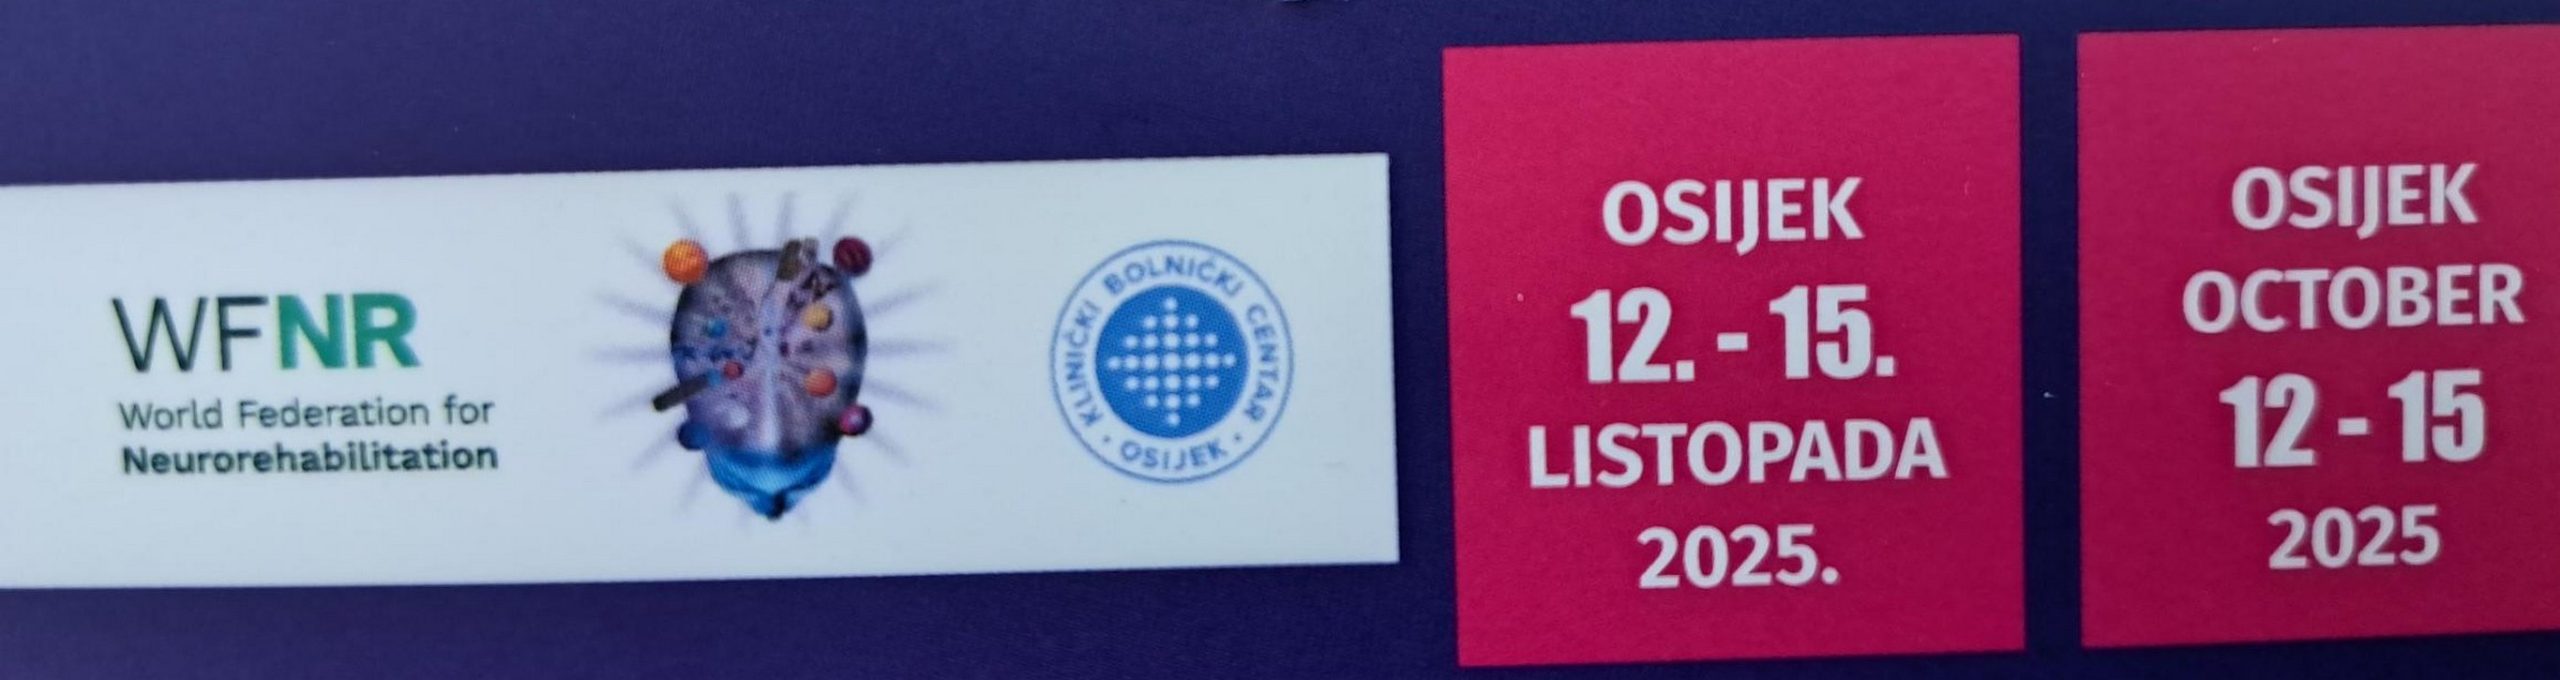 WFNR
World Federation for
Neurorehabilitation
KLINIČKI BOLNIČKI CENTAR
• OSIJEK •
OSIJEK
12. - 15.
LISTOPADA
2025.
OSIJEK
OCTOBER
12 - 15
2025